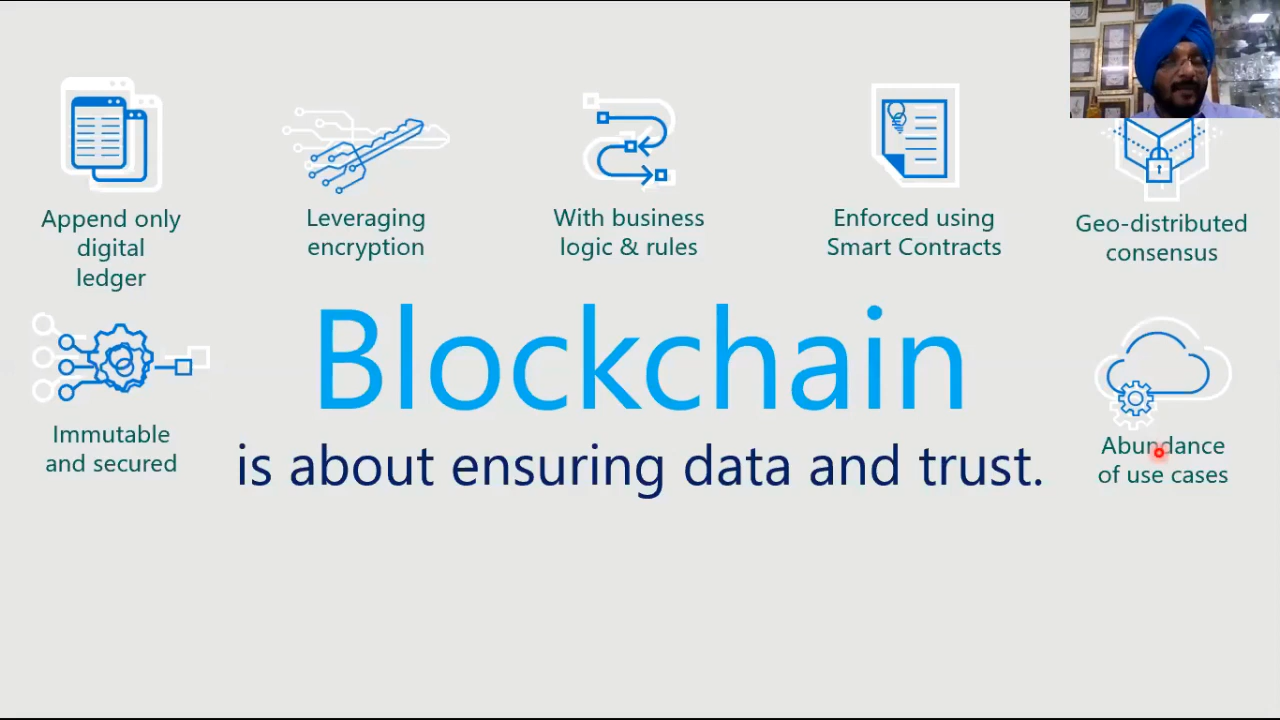 Append only
digital
ledger
Leveraging
encryption
With business
logic & rules
Enforced using
Smart Contracts
Geo-distributed
consensus
Immutable
and secured
Blockchain
is about ensuring data and trust.
Abundance
of use cases